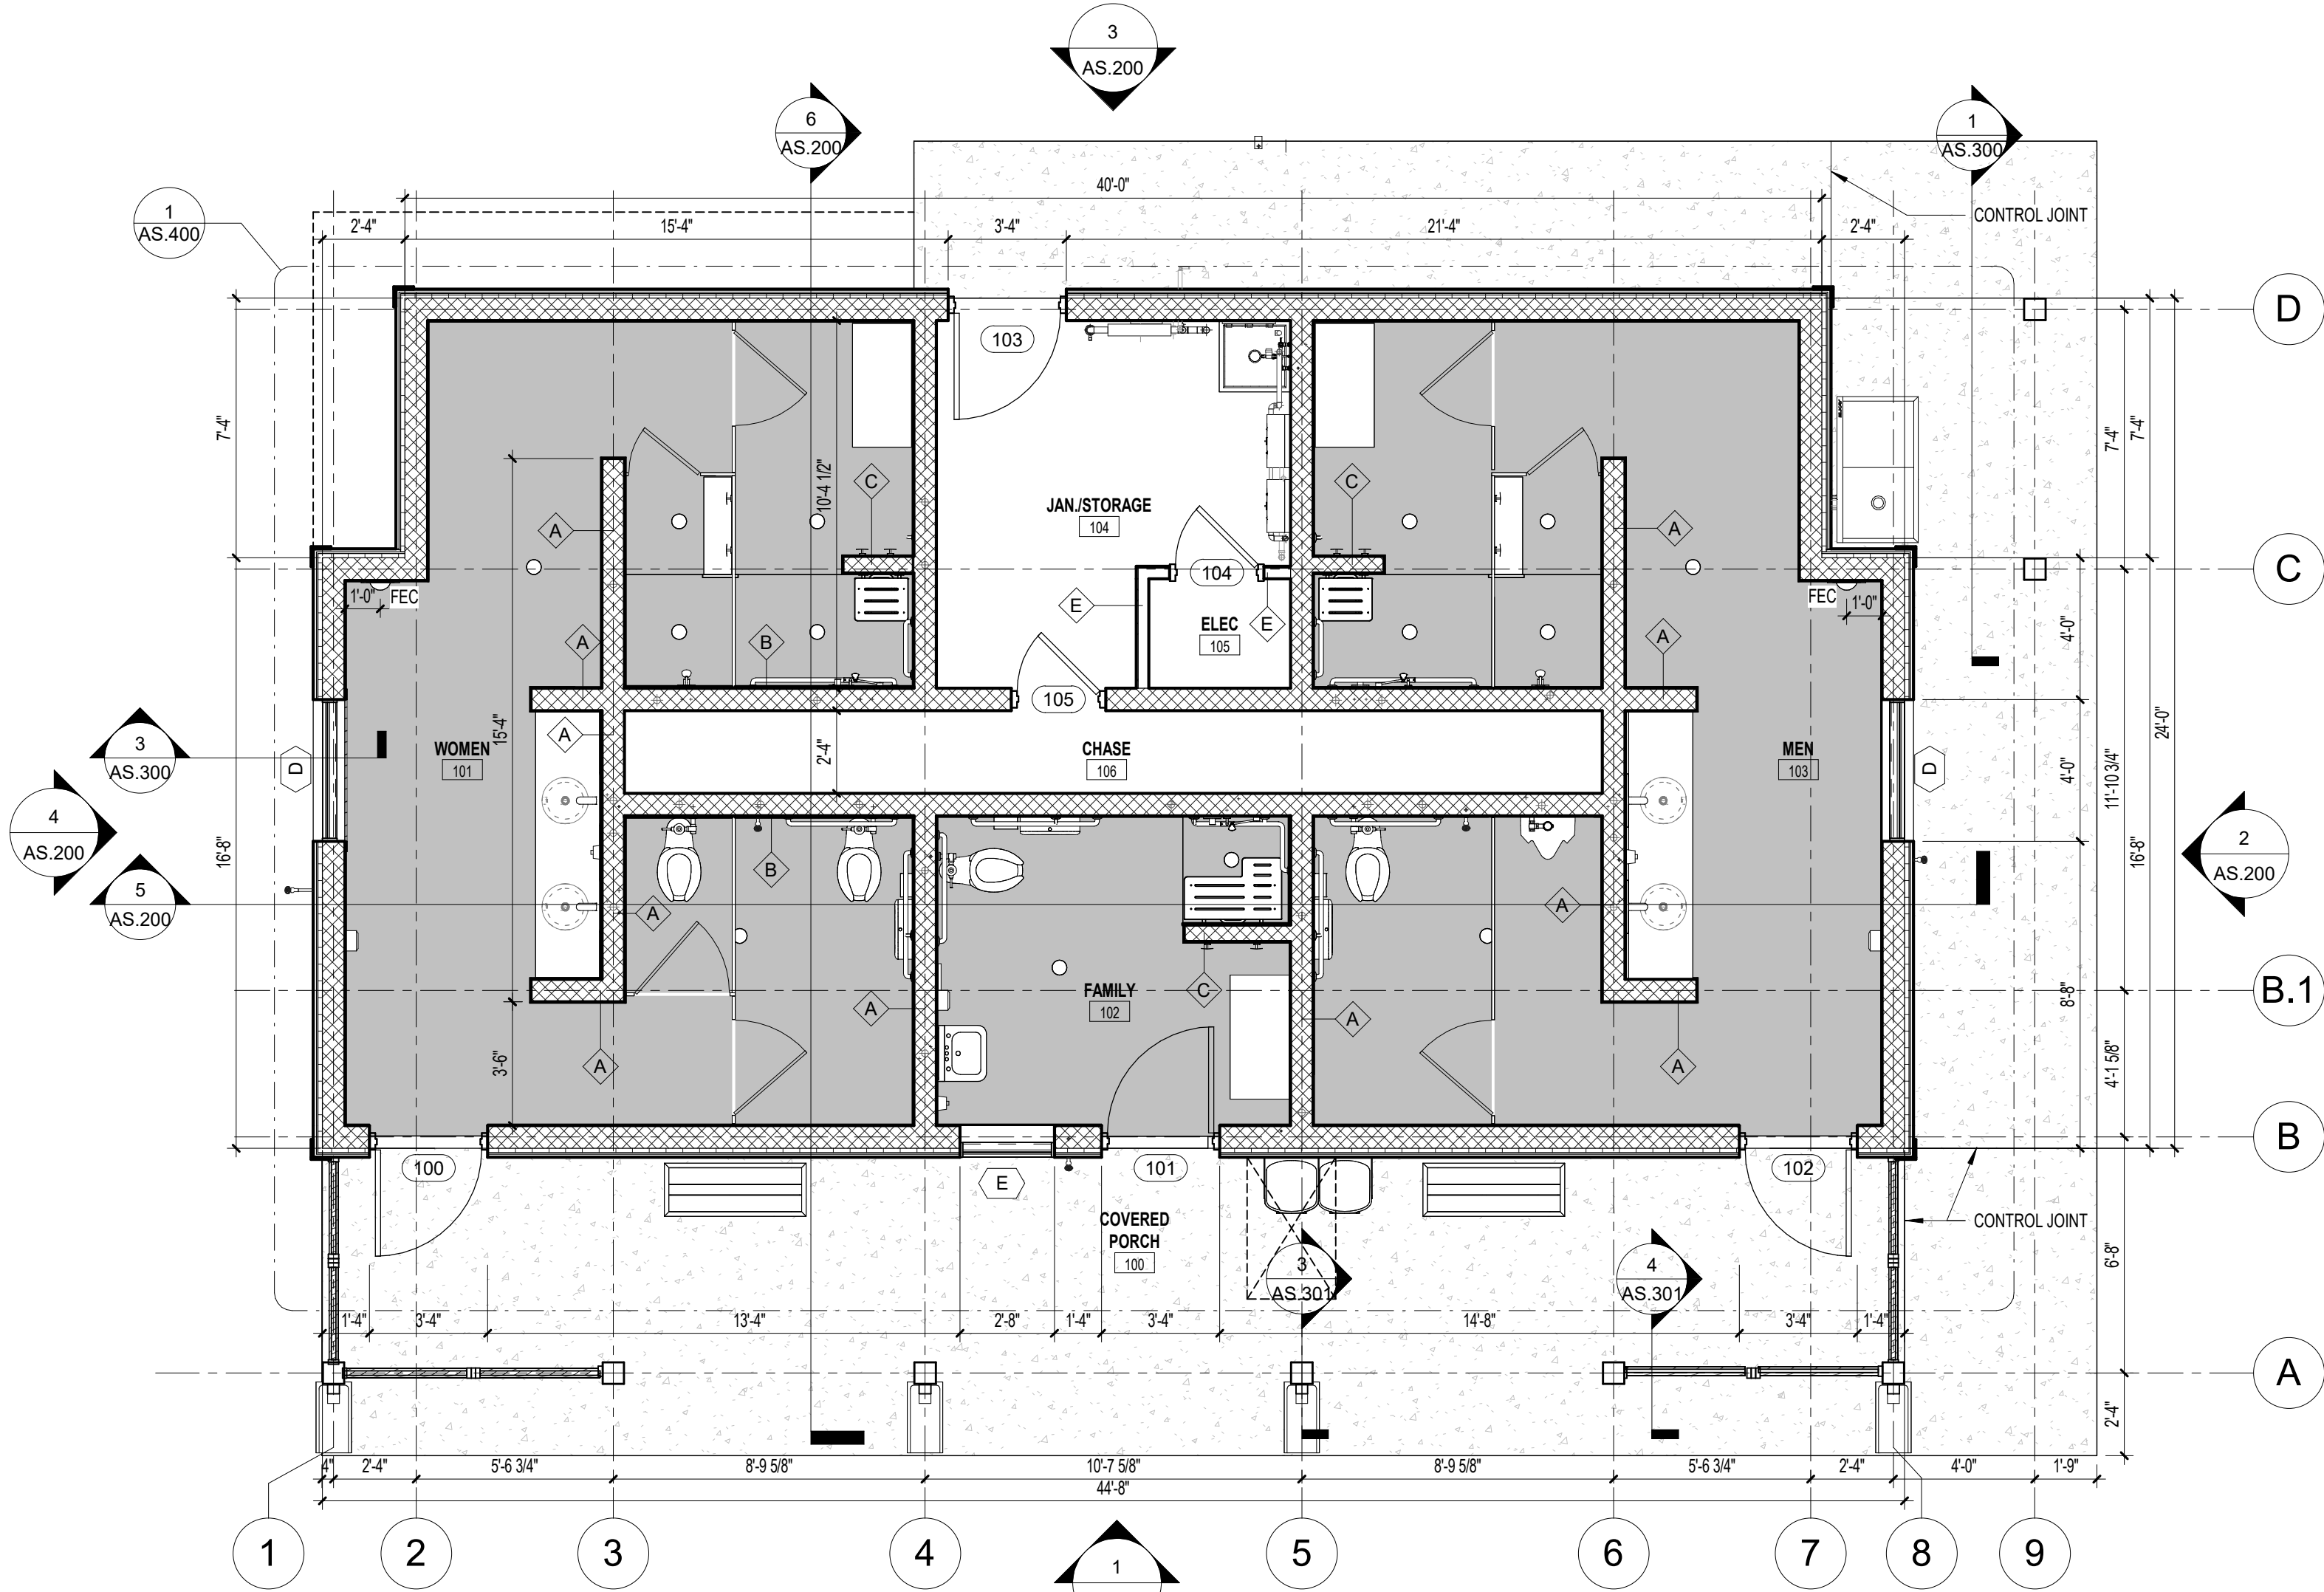 3
AS.200
6
AS.200
1
AS.300
1
AS.400
40'-0"
CONTROL JOINT
2'-4"
15'-4"
3'-4"
21'-4"
2'-4"
D
103
7'-4"
10'-4 1/2"
7'-4"
7'-4"
C
C
JAN./STORAGE
104
A
A
104
C
1'-0"
FEC
FEC
1'-0"
E
ELEC
105
E
A
B
A
4'-0"
105
15'-4"
24'-0"
3
AS.300
D
WOMEN
101
A
2'-4"
CHASE
106
MEN
103
D
4'-0"
11'-10 3/4"
4
AS.200
16'-8"
16'-8"
2
AS.200
5
AS.200
B
A
A
FAMILY
102
C
A
A
8'-8"
B.1
3'-6"
A
A
4'-1 5/8"
B
100
E
101
102
COVERED
PORCH
100
CONTROL JOINT
6'-8"
3
AS.301
4
AS.301
1'-4"
3'-4"
13'-4"
2'-8"
1'-4"
3'-4"
14'-8"
3'-4"
1'-4"
A
2'-4"
4"
2'-4"
5'-6 3/4"
8'-9 5/8"
10'-7 5/8"
8'-9 5/8"
5'-6 3/4"
2'-4"
4'-0"
1'-9"
44'-8"
1
2
3
4
5
6
7
8
9
1